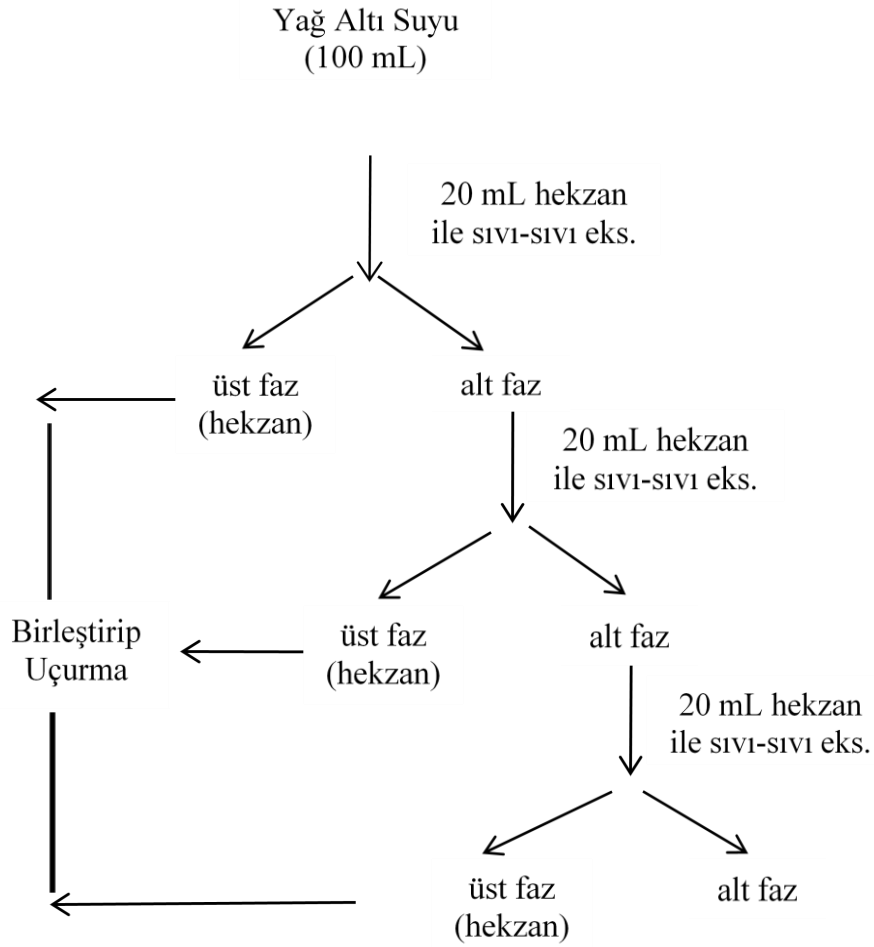 Yağ Altı Suyu
(100 mL)
20 mL hekzan
ile sıvı-sıvı eks.
üst faz
(hekzan)
alt faz
20 mL hekzan
ile sıvı-sıvı eks.
Birleştirip
Uçurma
üst faz
(hekzan)
alt faz
20 mL hekzan
ile sıvı-sıvı eks.
üst faz
(hekzan)
alt faz